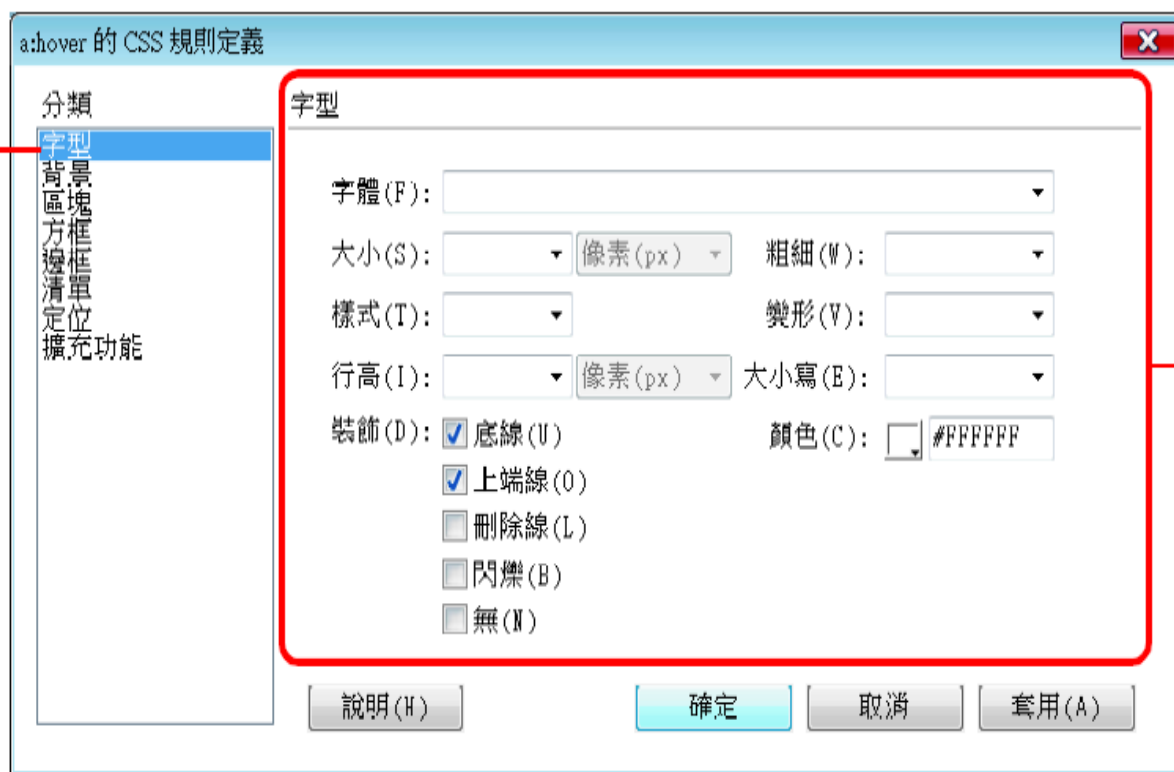 a:hover 的 CSS 規則定義
分類
字型
背景
區塊
方框
邊框
清單
定位
擴充功能
字型
字體(F):
大小(S): 像素(px) 粗細(W):
樣式(T): 變形(V):
行高(I): 像素(px) 大小寫(E):
裝飾(D): 底線(U) 顏色(C): #FFFFFF
上端線(O)
刪除線(L)
閃爍(B)
無(N)
說明(H) 確定 取消 套用(A)